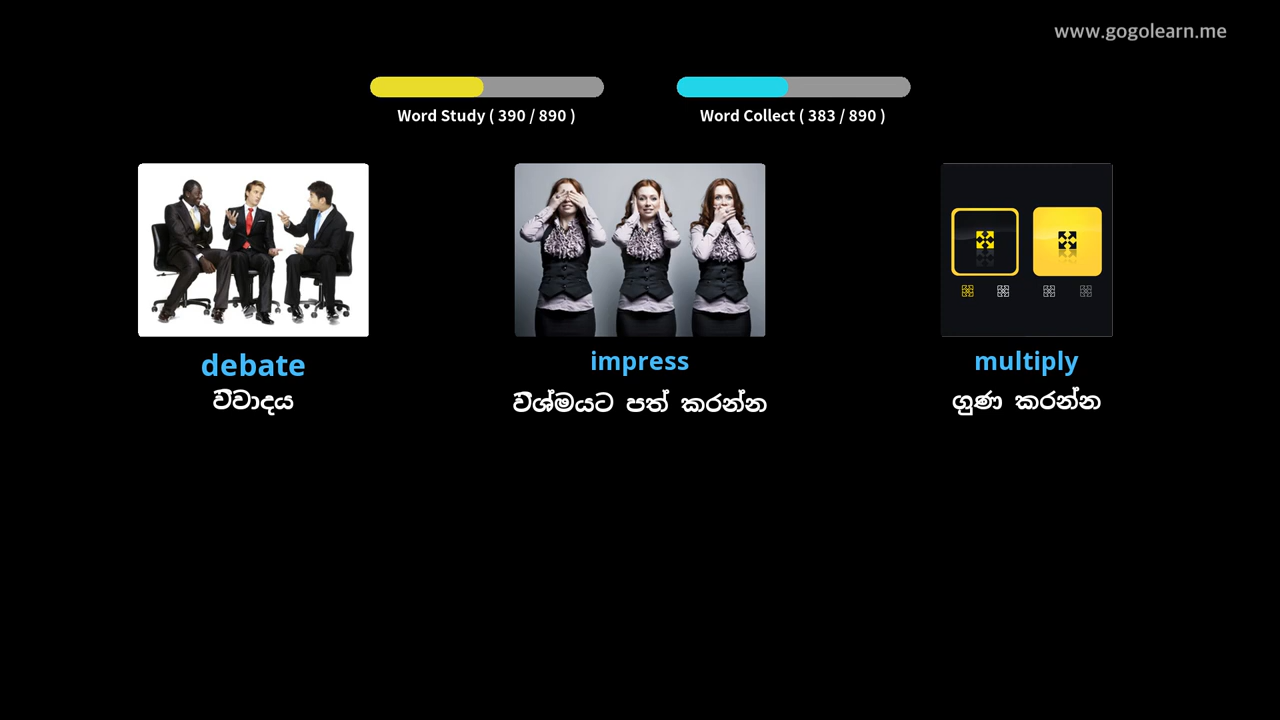 www.gogolearn.me
Word Study ( 390 / 890 )
Word Collect ( 383 / 890 )
debate
විවාදය
impress
විශ්මයට පත් කරන්න
multiply
ගුණ කරන්න